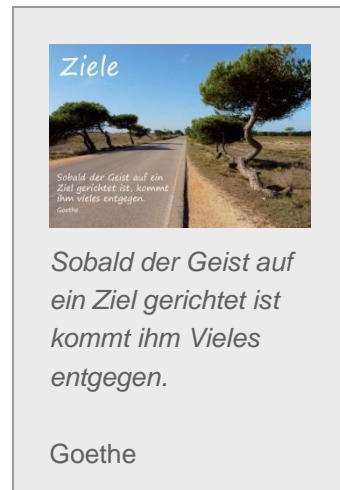 Ziele
Sobald der Geist auf ein
Ziel gerichtet ist, kommt
ihm vieles entgegen.
Goethe
Sobald der Geist auf
ein Ziel gerichtet ist
kommt ihm Vieles
entgegen.
Goethe